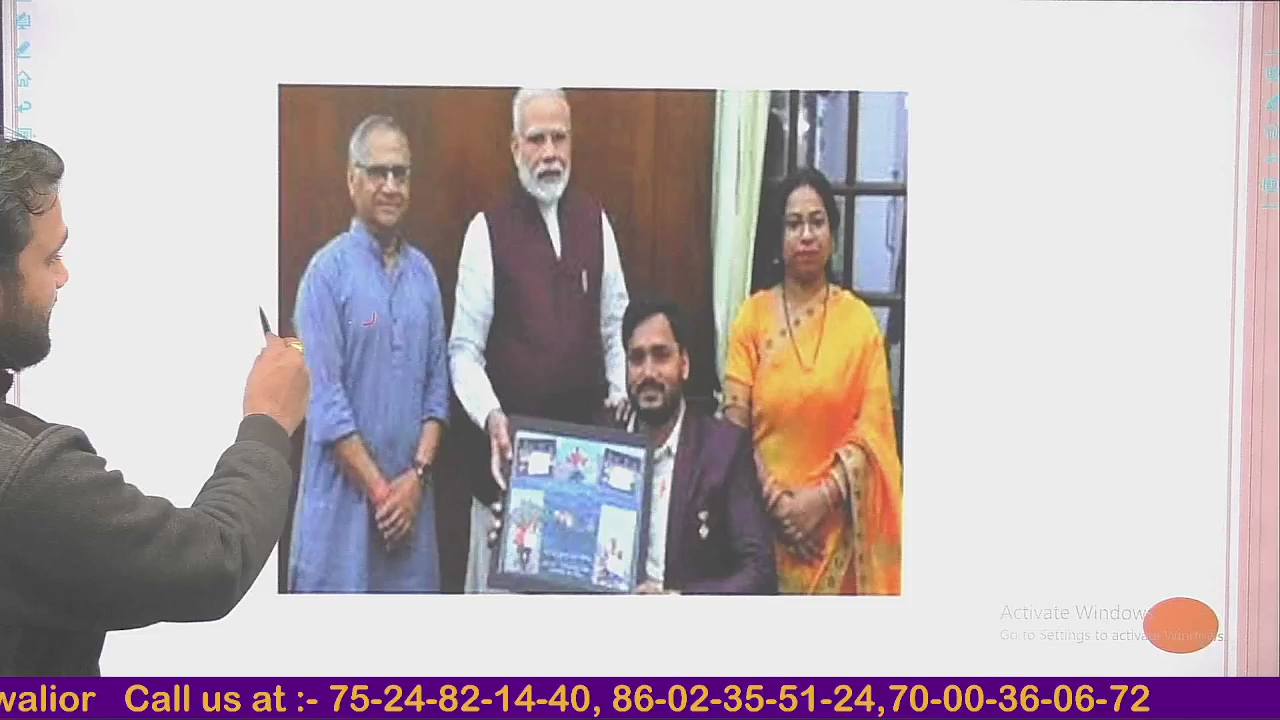 Activate Windows
Go to Settings to activate Windows.
walior   Call us at :- 75-24-82-14-40, 86-02-35-51-24,70-00-36-06-72